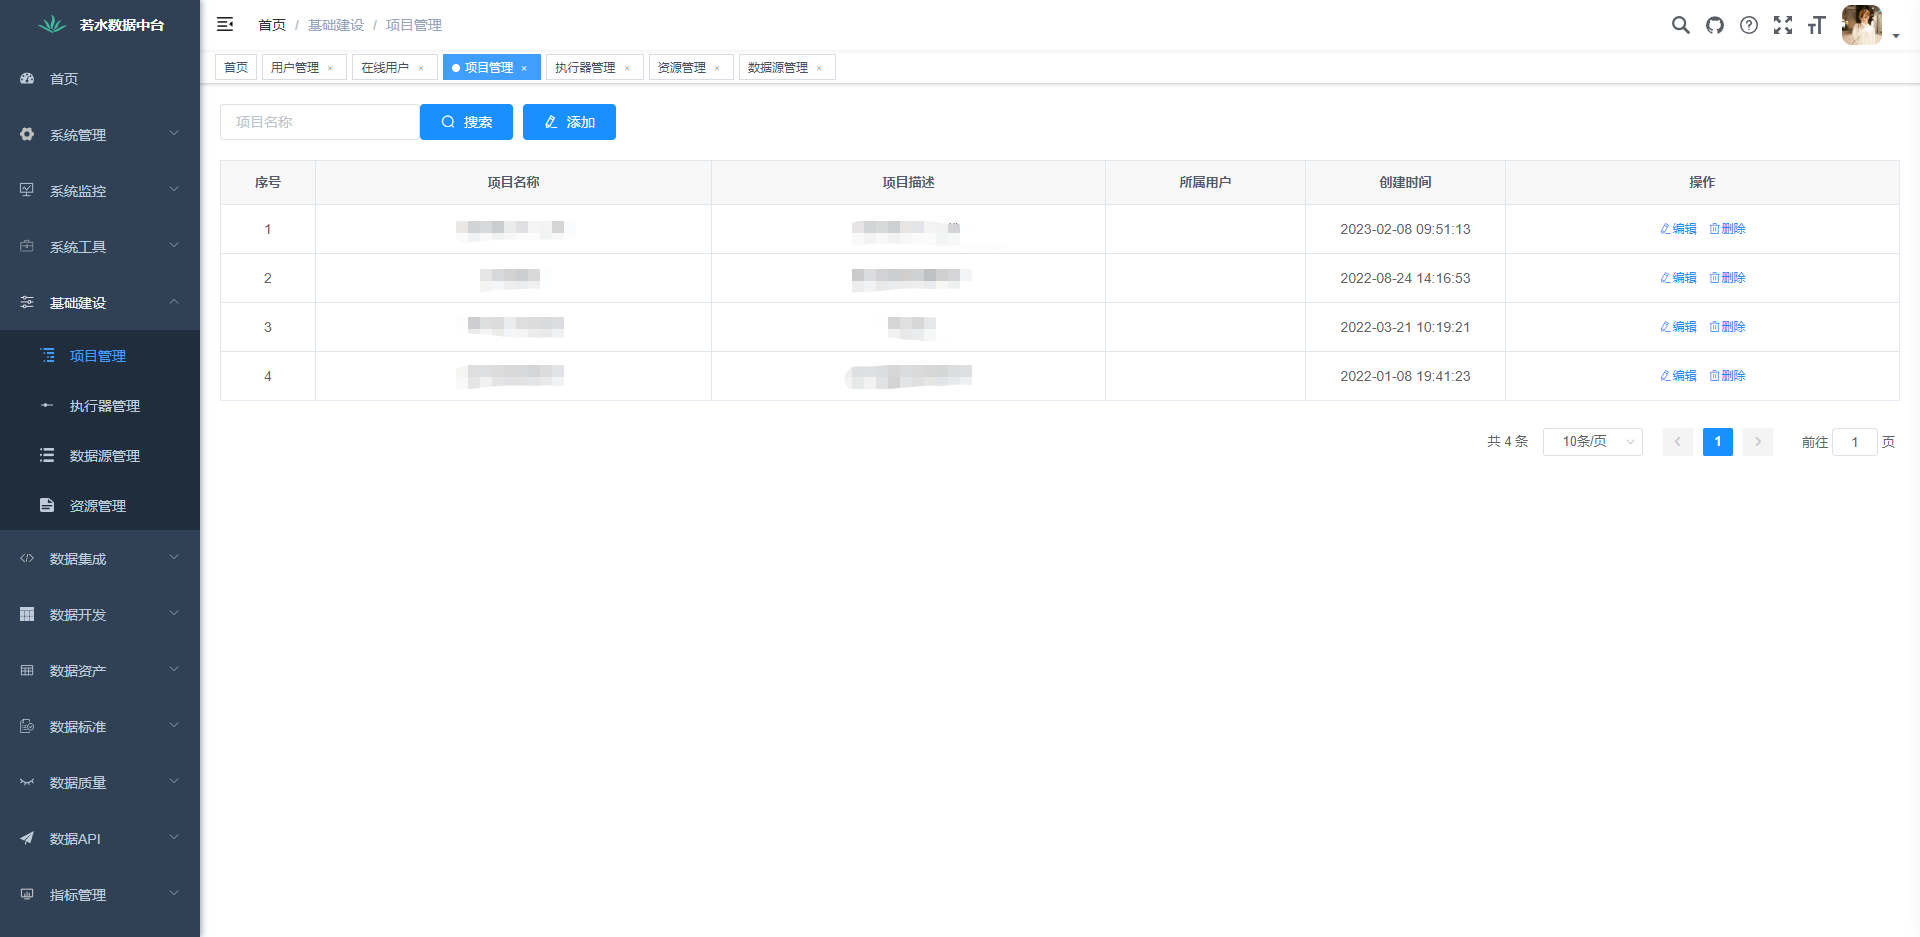 若水数据中台
首页
系统管理
系统监控
系统工具
基础建设
项目管理
执行器管理
数据源管理
资源管理
数据集成
数据开发
数据资产
数据标准
数据质量
数据API
指标管理
首页 / 基础建设 / 项目管理
首页 用户管理 × 在线用户 × 项目管理 × 执行器管理 × 资源管理 × 数据源管理 ×
项目名称 搜索 添加
序号 项目名称 项目描述 所属用户 创建时间 操作
1 2023-02-08 09:51:13 编辑 删除
2 2022-08-24 14:16:53 编辑 删除
3 2022-03-21 10:19:21 编辑 删除
4 2022-01-08 19:41:23 编辑 删除
共 4 条 10条/页 < 1 > 前往 1 页